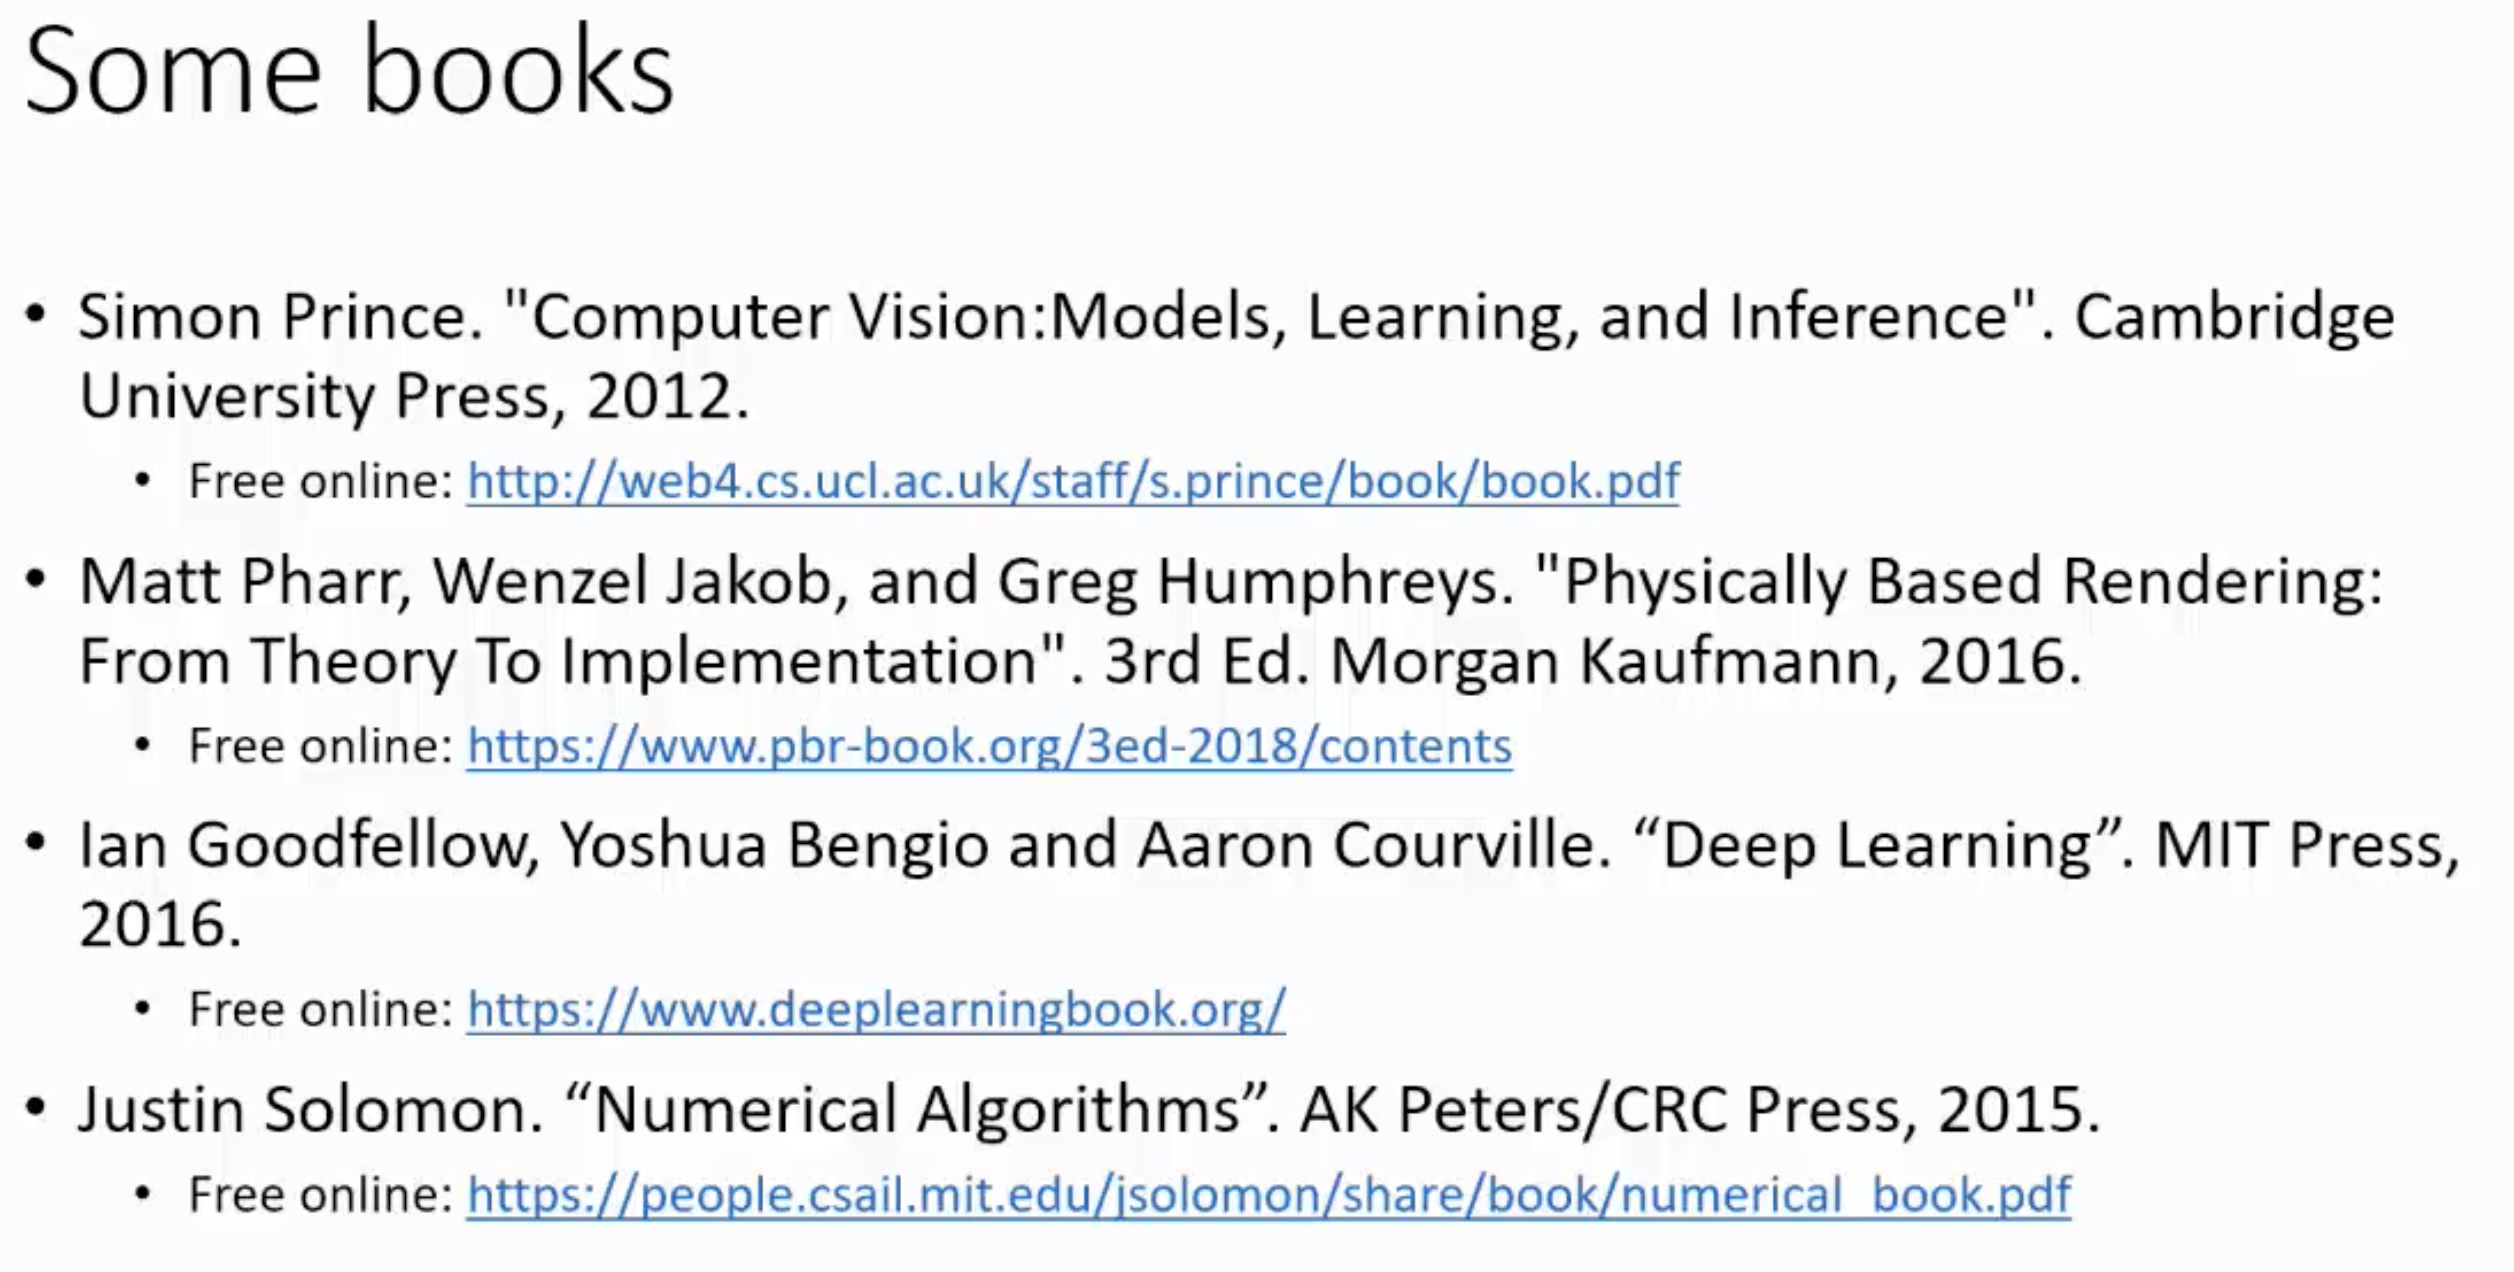 Some books
• Simon Prince. "Computer Vision:Models, Learning, and Inference". Cambridge
University Press, 2012.
• Free online: http://web4.cs.ucl.ac.uk/staff/s.prince/book/book.pdf
• Matt Pharr, Wenzel Jakob, and Greg Humphreys. "Physically Based Rendering:
From Theory To Implementation". 3rd Ed. Morgan Kaufmann, 2016.
• Free online: https://www.pbr-book.org/3ed-2018/contents
• Ian Goodfellow, Yoshua Bengio and Aaron Courville. “Deep Learning”. MIT Press,
2016.
• Free online: https://www.deeplearningbook.org/
• Justin Solomon. “Numerical Algorithms”. AK Peters/CRC Press, 2015.
• Free online: https://people.csail.mit.edu/jsolomon/share/book/numerical_book.pdf